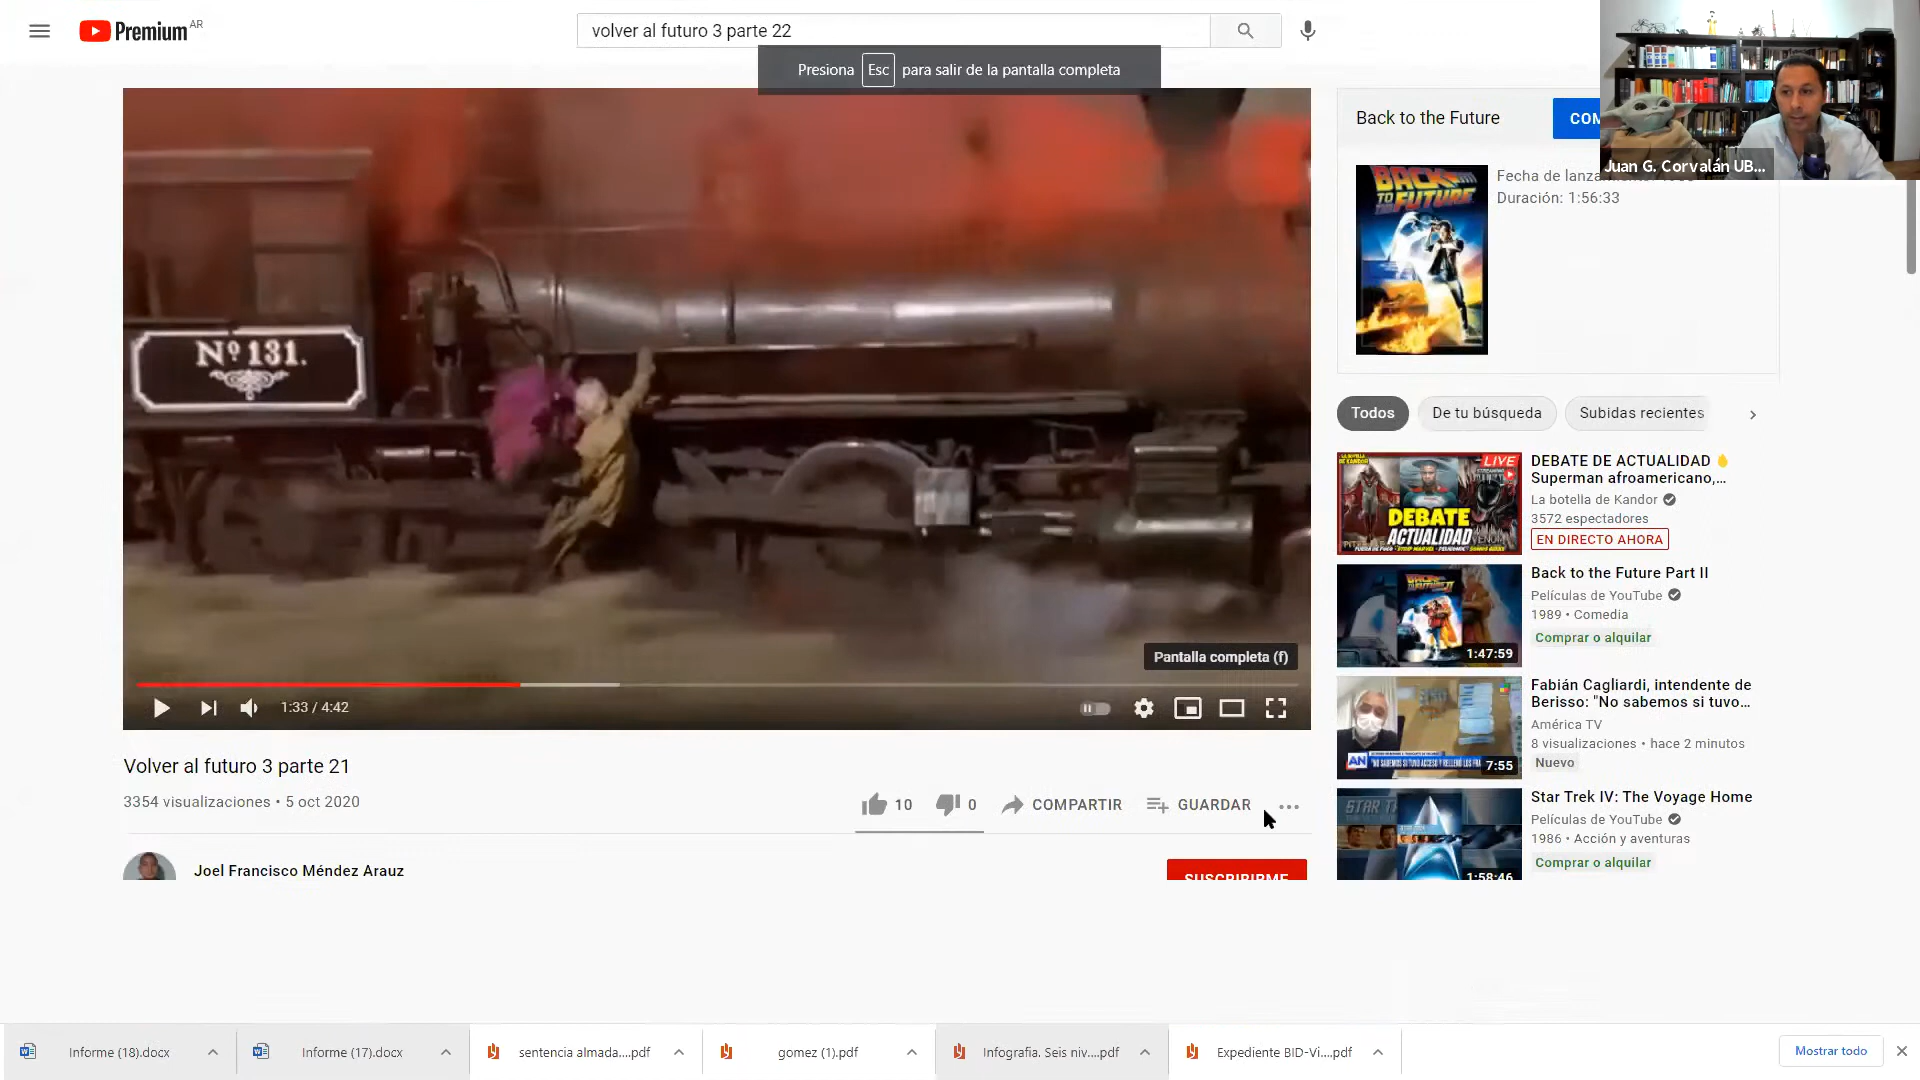 Premium AR
volver al futuro 3 parte 22
Presiona Esc para salir de la pantalla completa
Nº 131.
Pantalla completa (f)
1:33 / 4:42
Volver al futuro 3 parte 21
3354 visualizaciones • 5 oct 2020
10
0
COMPARTIR
GUARDAR
Joel Francisco Méndez Arauz
SUSCRIBIRME
Back to the Future
COM
Juan G. Corvalán UB...
BACK TO THE FUTURE
Duración: 1:56:33
Todos
De tu búsqueda
Subidas recientes
LIVE
DEBATE
ACTUALIDAD
DEBATE DE ACTUALIDAD
Superman afroamericano,...
La botella de Kandor
3572 espectadores
EN DIRECTO AHORA
1:47:59
Back to the Future Part II
Películas de YouTube
1989 • Comedia
Comprar o alquilar
AN
7:55
Fabián Cagliardi, intendente de
Berisso: "No sabemos si tuvo...
América TV
8 visualizaciones • hace 2 minutos
Nuevo
1:58:46
Star Trek IV: The Voyage Home
Películas de YouTube
1986 • Acción y aventuras
Comprar o alquilar
Informe (18).docx
Informe (17).docx
sentencia almada....pdf
gomez (1).pdf
Infografia. Seis niv....pdf
Expediente BID-Vi....pdf
Mostrar todo